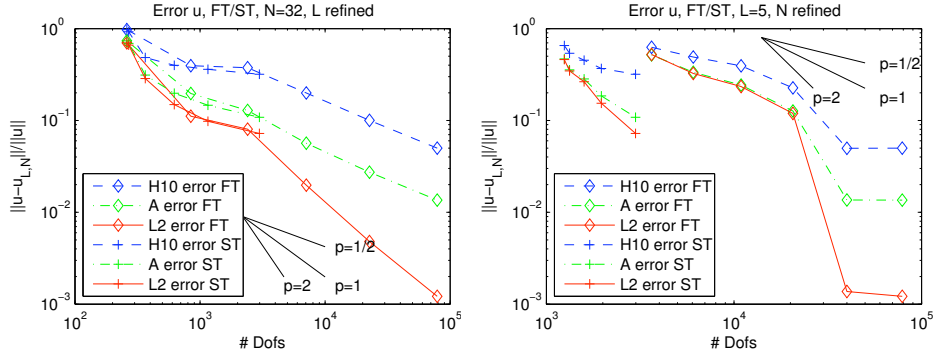 Error u, FT/ST, N=32, L refined
10^0
10^-1
10^-2
10^-3
||u−u_{L,N}||/||u||
H10 error FT
A error FT
L2 error FT
H10 error ST
A error ST
L2 error ST
p=1/2
p=2
p=1
10^2
10^3
10^4
10^5
# Dofs
Error u, FT/ST, L=5, N refined
10^0
10^-1
10^-2
10^-3
||u−u_{L,N}||/||u||
p=1/2
p=2
p=1
H10 error FT
A error FT
L2 error FT
H10 error ST
A error ST
L2 error ST
10^3
10^4
10^5
# Dofs